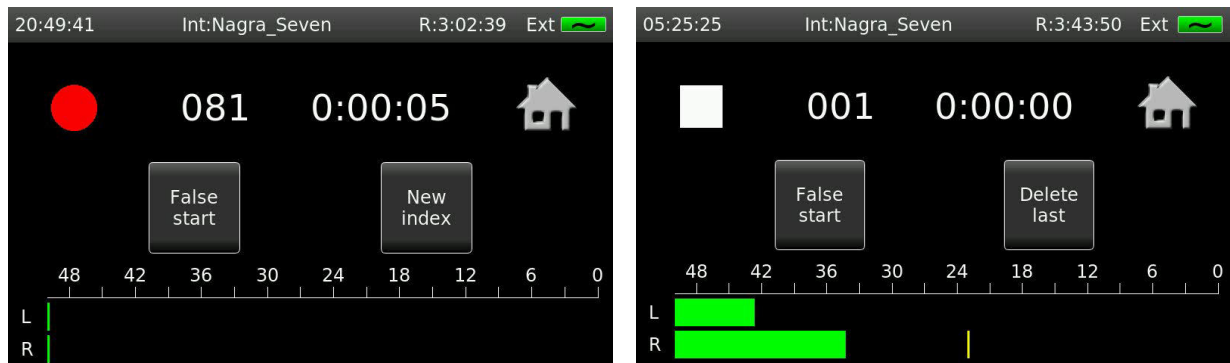 20:49:41 Int:Nagra_Seven R:3:02:39 Ext
081 0:00:05
False
start
New
index
48 42 36 30 24 18 12 6 0
L
R
05:25:25 Int:Nagra_Seven R:3:43:50 Ext
001 0:00:00
False
start
Delete
last
48 42 36 30 24 18 12 6 0
L
R